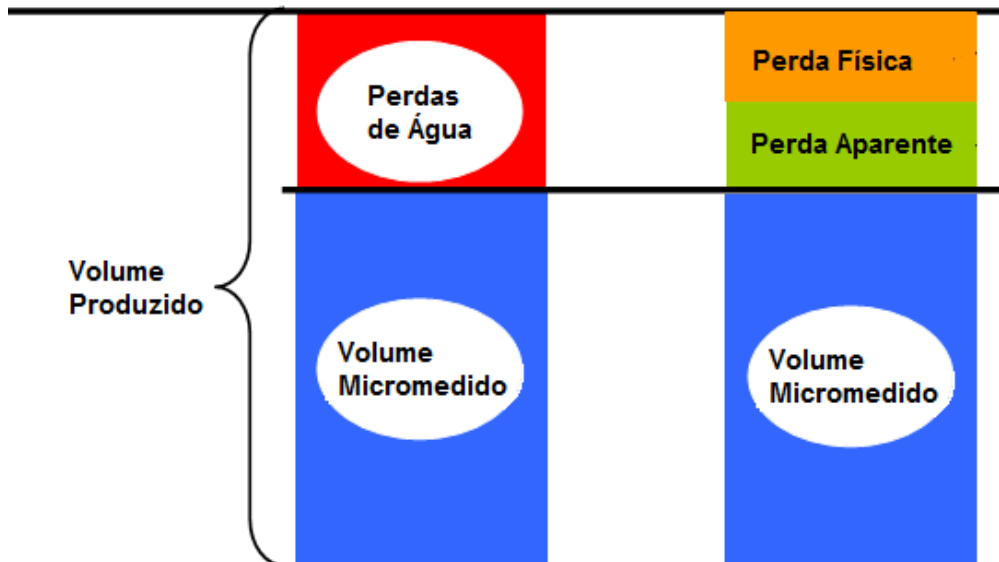 Perdas
de Água
Perda Física
Perda Aparente
Volume
Produzido
Volume
Micromedido
Volume
Micromedido